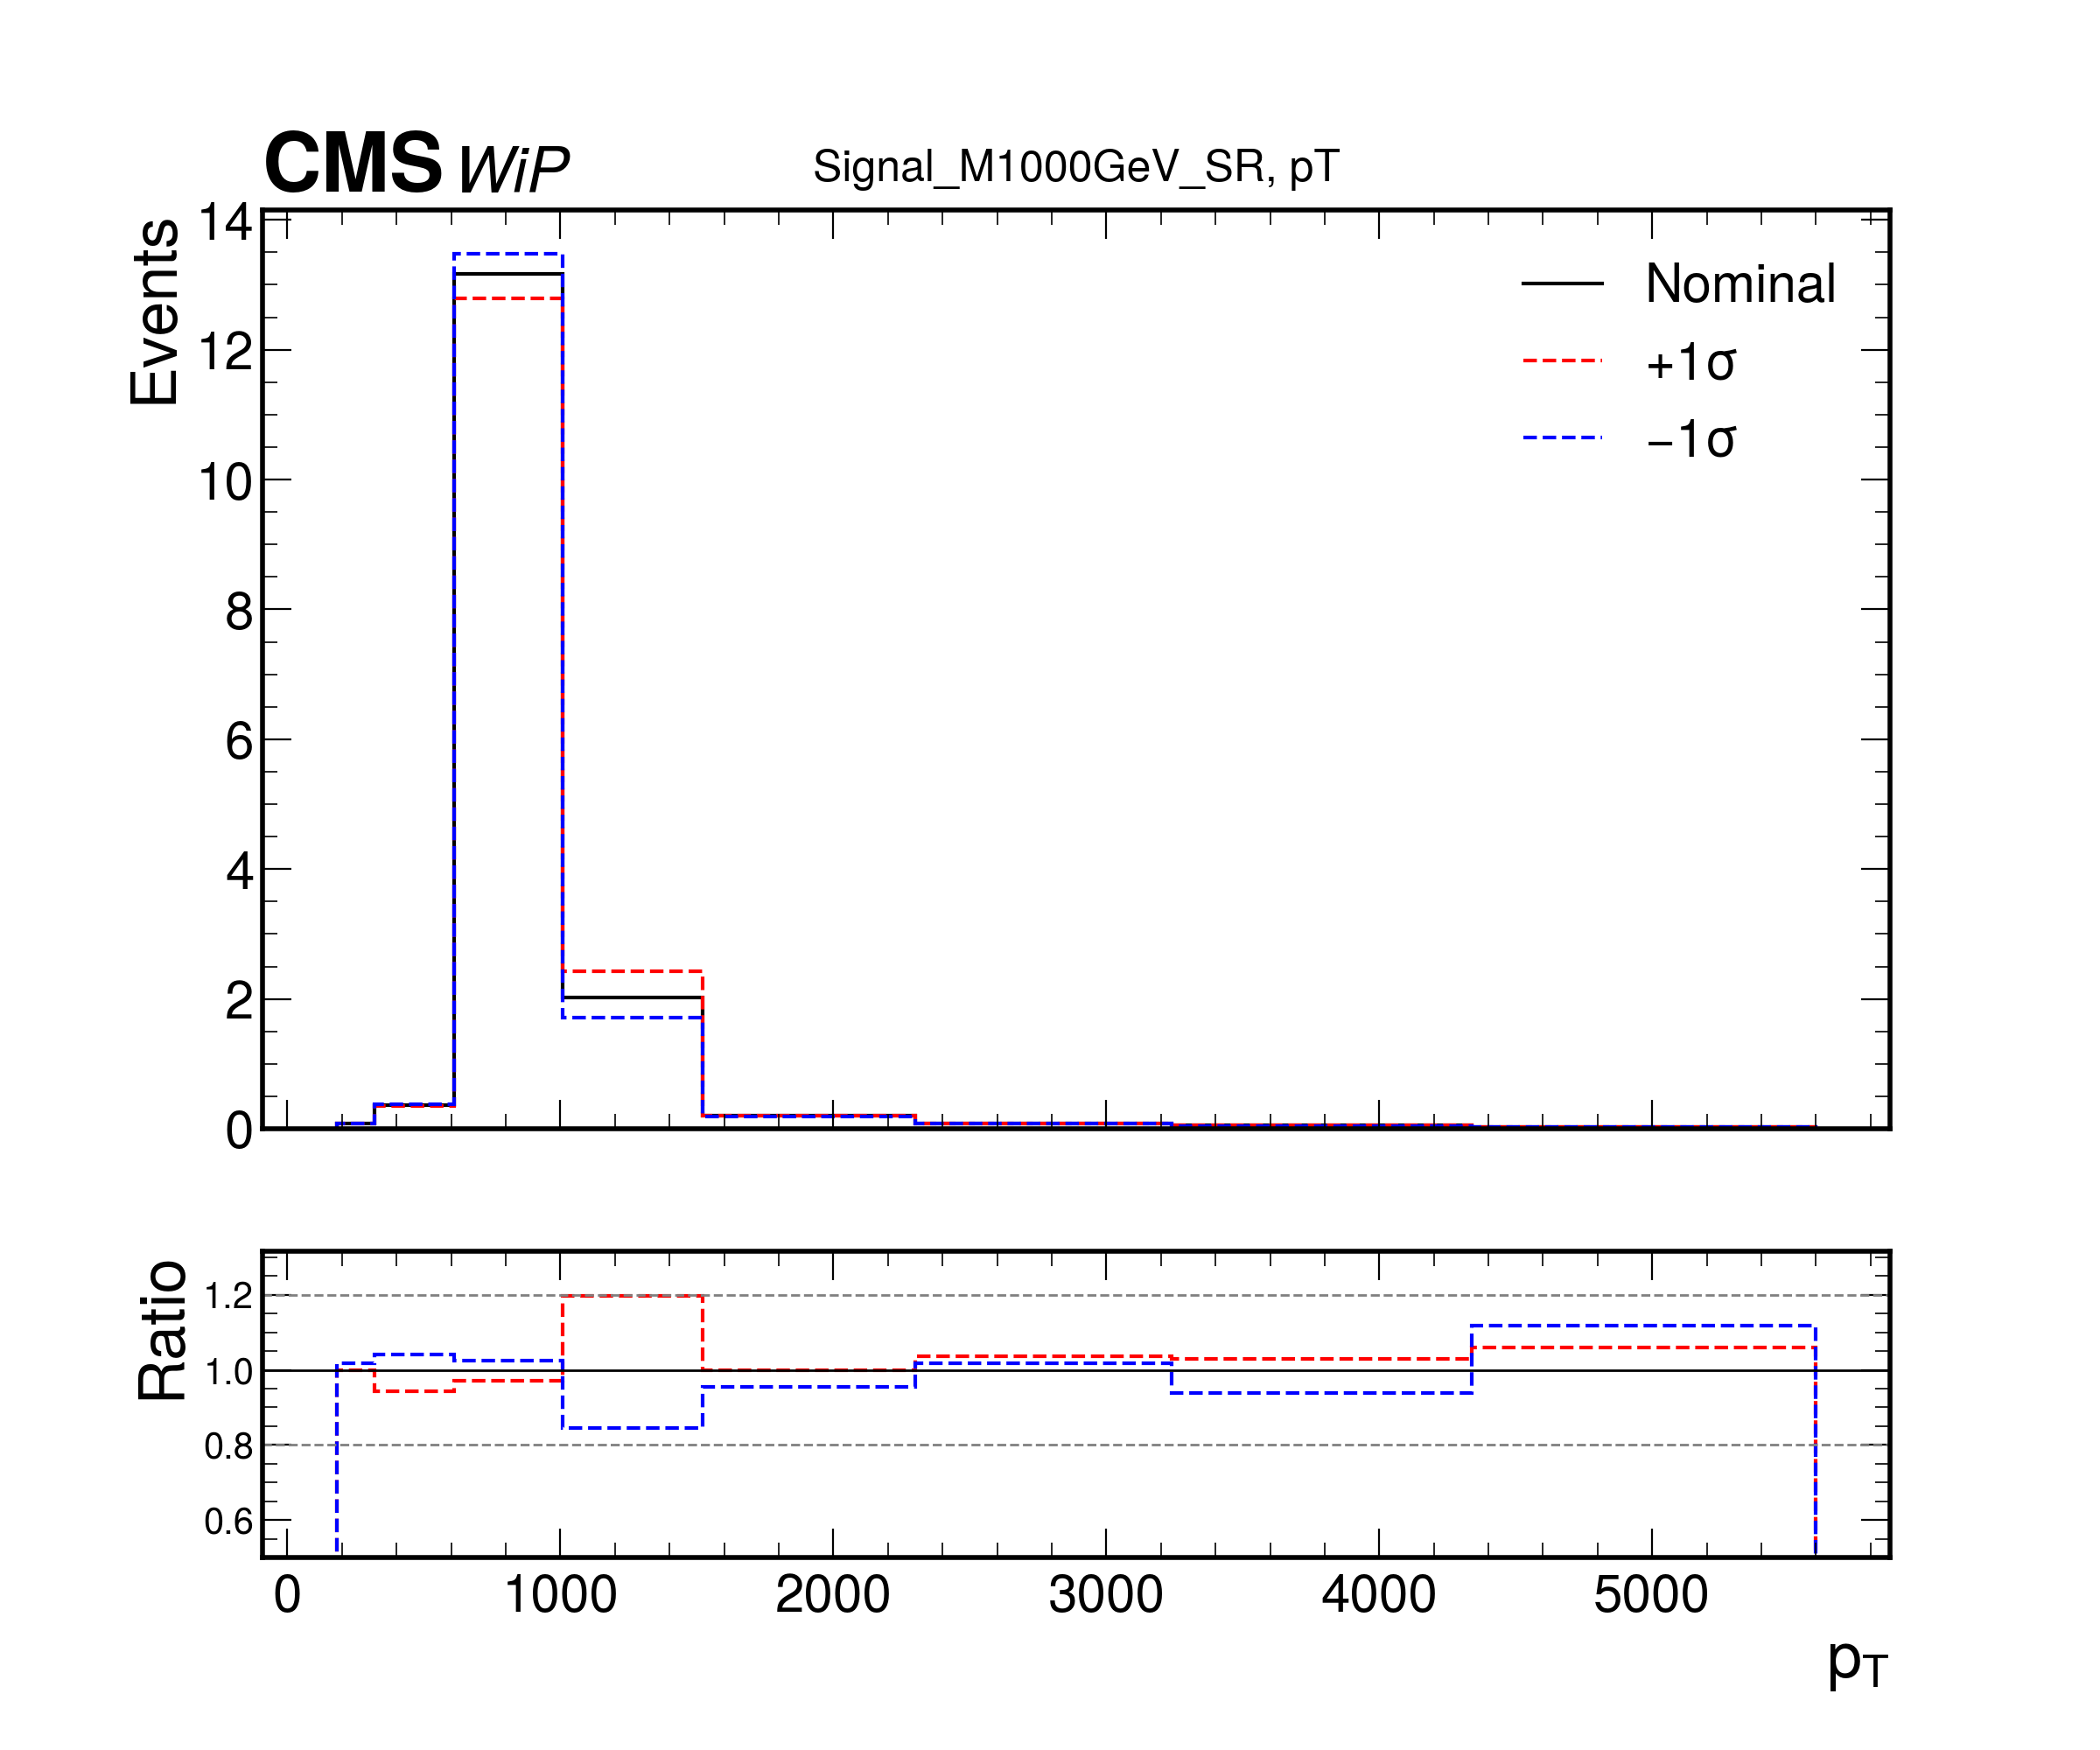 CMS WiP
Signal_M1000GeV_SR, pT
Events
14
12
10
8
6
4
2
0
Nominal
+1σ
−1σ
Ratio
1.2
1.0
0.8
0.6
0 1000 2000 3000 4000 5000
pT